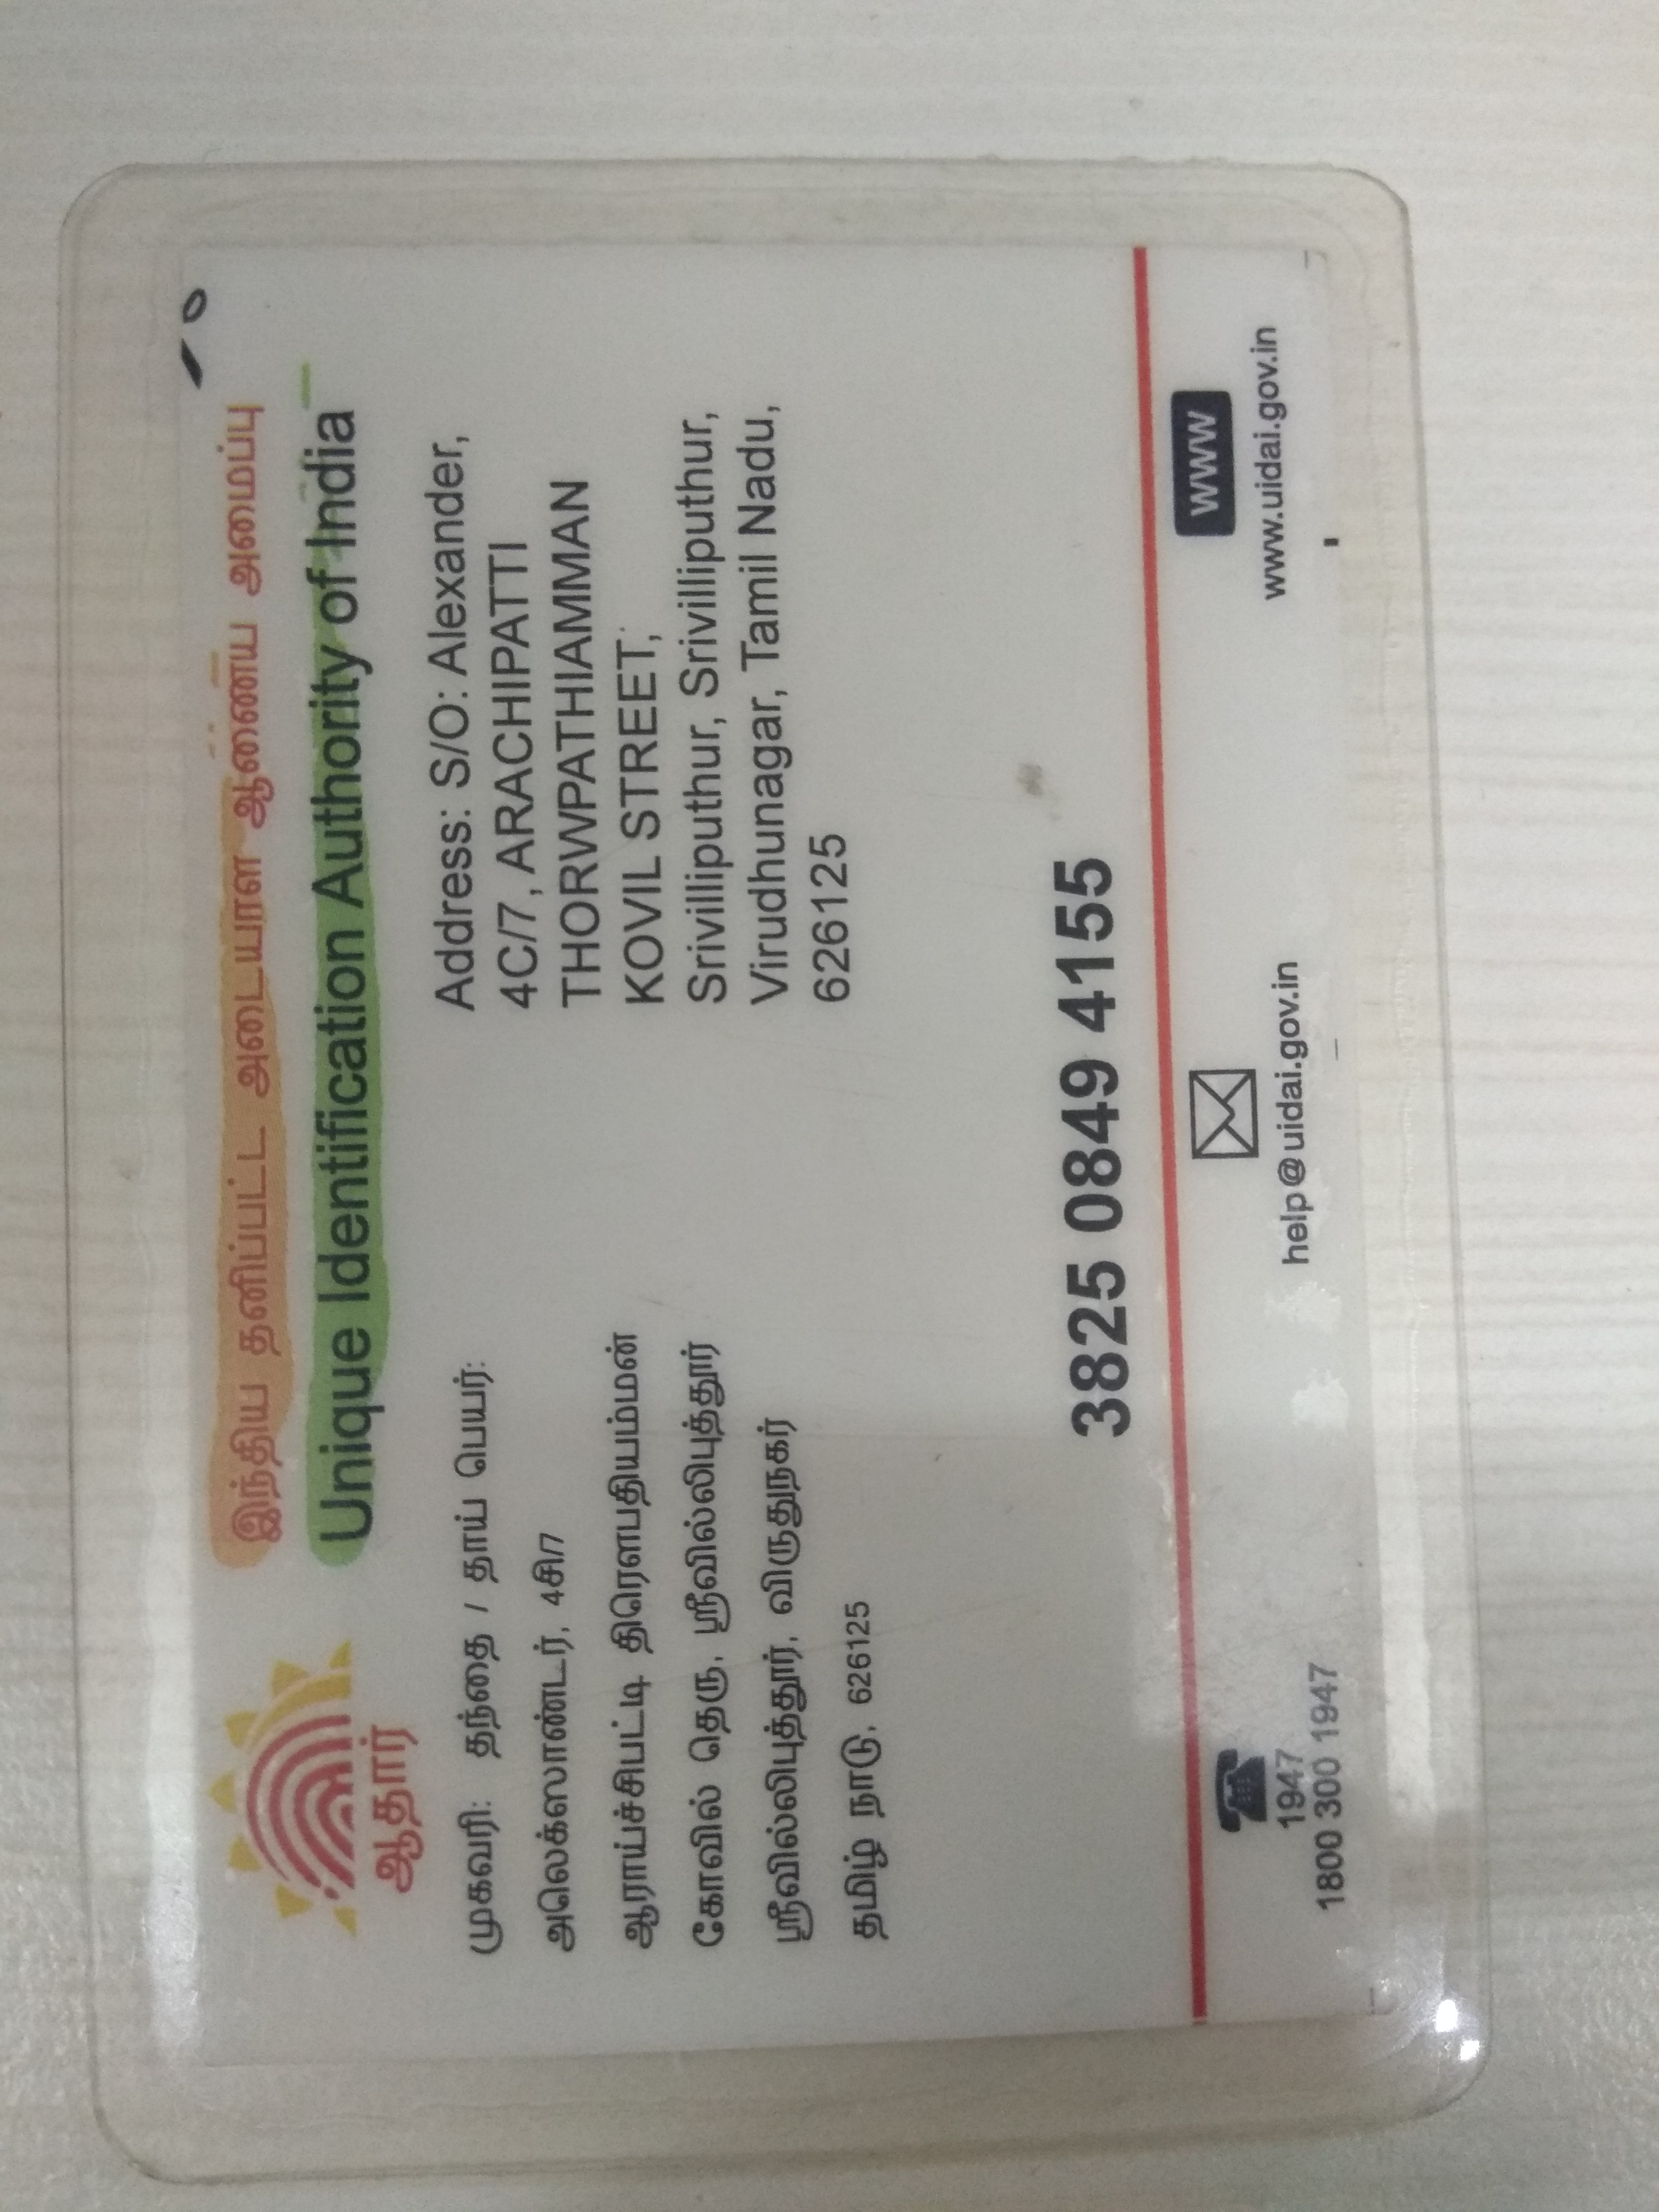 இந்திய தனிப்பட்ட அடையாள ஆணைய அமைப்பு
Unique Identification Authority of India
ஆதார்
முகவரி: தந்தை / தாய் பெயர்:
அலெக்ஸாண்டர், 4சி/7
ஆராய்ச்சிபட்டி திரௌபதியம்மன்
கோவில் தெரு, ஸ்ரீவில்லிபுத்தூர்
ஸ்ரீவில்லிபுத்தூர், விருதுநகர்
தமிழ் நாடு, 626125
Address: S/O: Alexander,
4C/7, ARACHIPATTI
THORWPATHIAMMAN
KOVIL STREET,
Srivilliputhur, Srivilliputhur,
Virudhunagar, Tamil Nadu,
626125
3825 0849 4155
1947
1800 300 1947
help@uidai.gov.in
www
www.uidai.gov.in